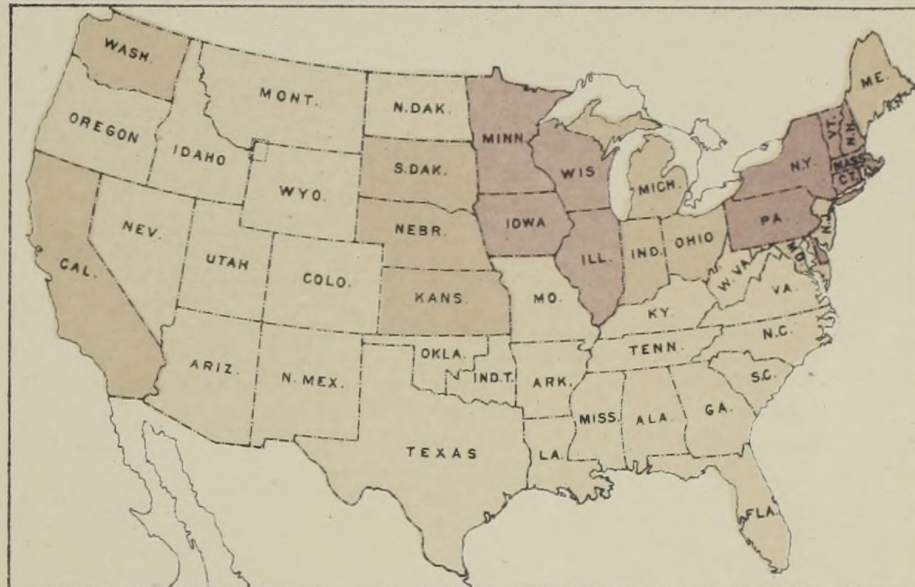 WASH.
MONT.
N.DAK.
MINN.
ME.
OREGON
IDAHO
S.DAK.
WIS
MICH.
N.Y.
VT.
N.H.
MASS
CT.
WYO.
NEBR.
IOWA
PA.
N.J.
NEV.
UTAH
COLO.
ILL.
IND.
OHIO
W.VA.
MD.
CAL.
KANS.
MO.
KY.
VA.
ARIZ.
N.MEX.
OKLA.
IND.T.
ARK.
TENN.
N.C.
S.C.
TEXAS
LA.
MISS.
ALA.
GA.
FLA.